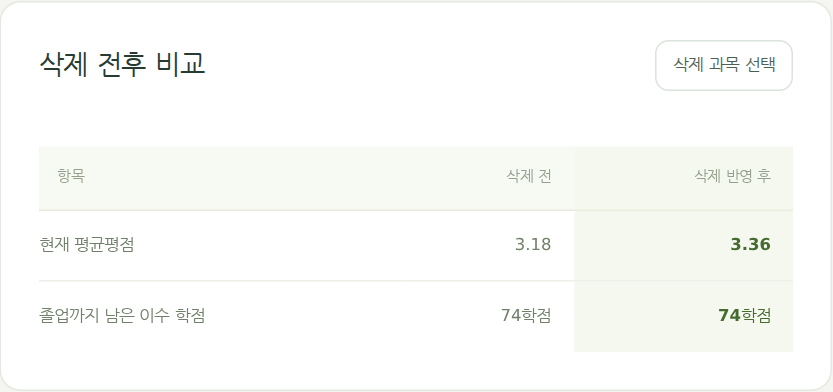 삭제 전후 비교
삭제 과목 선택
항목 삭제 전 삭제 반영 후
현재 평균평점 3.18 3.36
졸업까지 남은 이수 학점 74학점 74학점